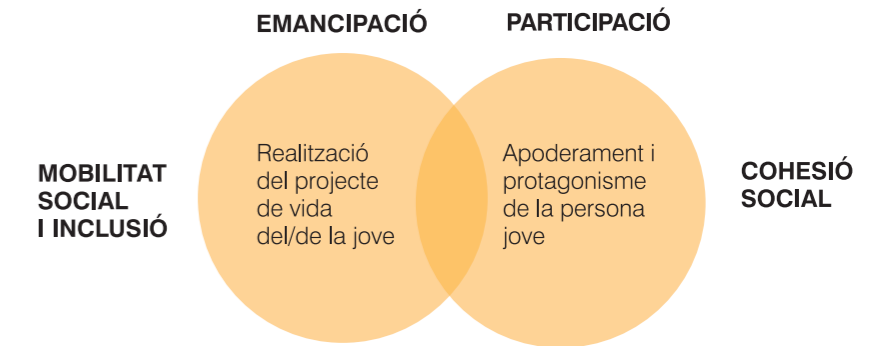 EMANCIPACIÓ
PARTICIPACIÓ
MOBILITAT
SOCIAL
I INCLUSIÓ
Realització
del projecte
de vida
del/de la jove
Apoderament i
protagonisme
de la persona
jove
COHESIÓ
SOCIAL